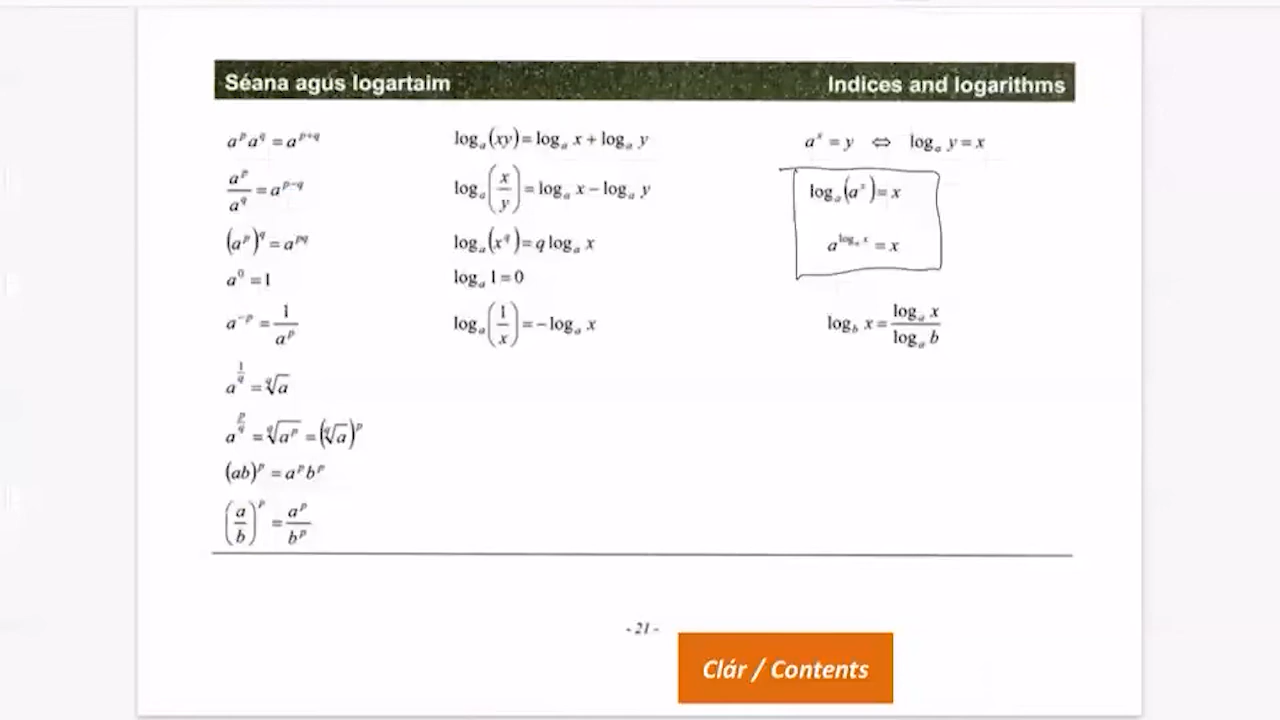 Séana agus logartaim
Indices and logarithms
a^p a^q = a^{p+q}
a^p / a^q = a^{p-q}
(a^p)^q = a^{pq}
a^0 = 1
a^{-p} = 1 / a^p
a^{1/q} = ^q√a
a^{p/q} = ^q√(a^p) = (^q√a)^p
(ab)^p = a^p b^p
(a/b)^p = a^p / b^p
log_a(xy) = log_a x + log_a y
log_a(x/y) = log_a x − log_a y
log_a(x^q) = q log_a x
log_a 1 = 0
log_a(1/x) = −log_a x
a^x = y ⇔ log_a y = x
log_a(a^x) = x
a^{log_a x} = x
log_b x = log_a x / log_a b
- 21 -
Clár / Contents